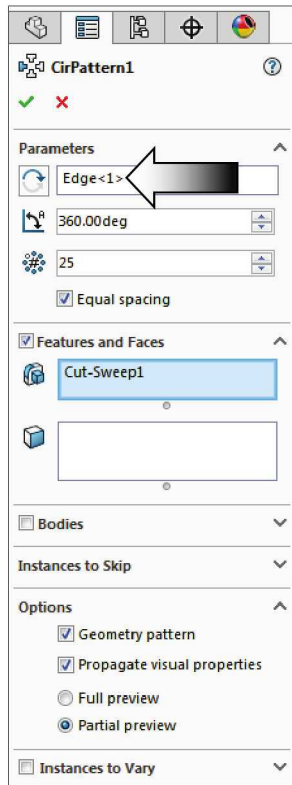 CirPattern1
Parameters
Edge<1>
360.00deg
25
Equal spacing
Features and Faces
Cut-Sweep1
Bodies
Instances to Skip
Options
Geometry pattern
Propagate visual properties
Full preview
Partial preview
Instances to Vary